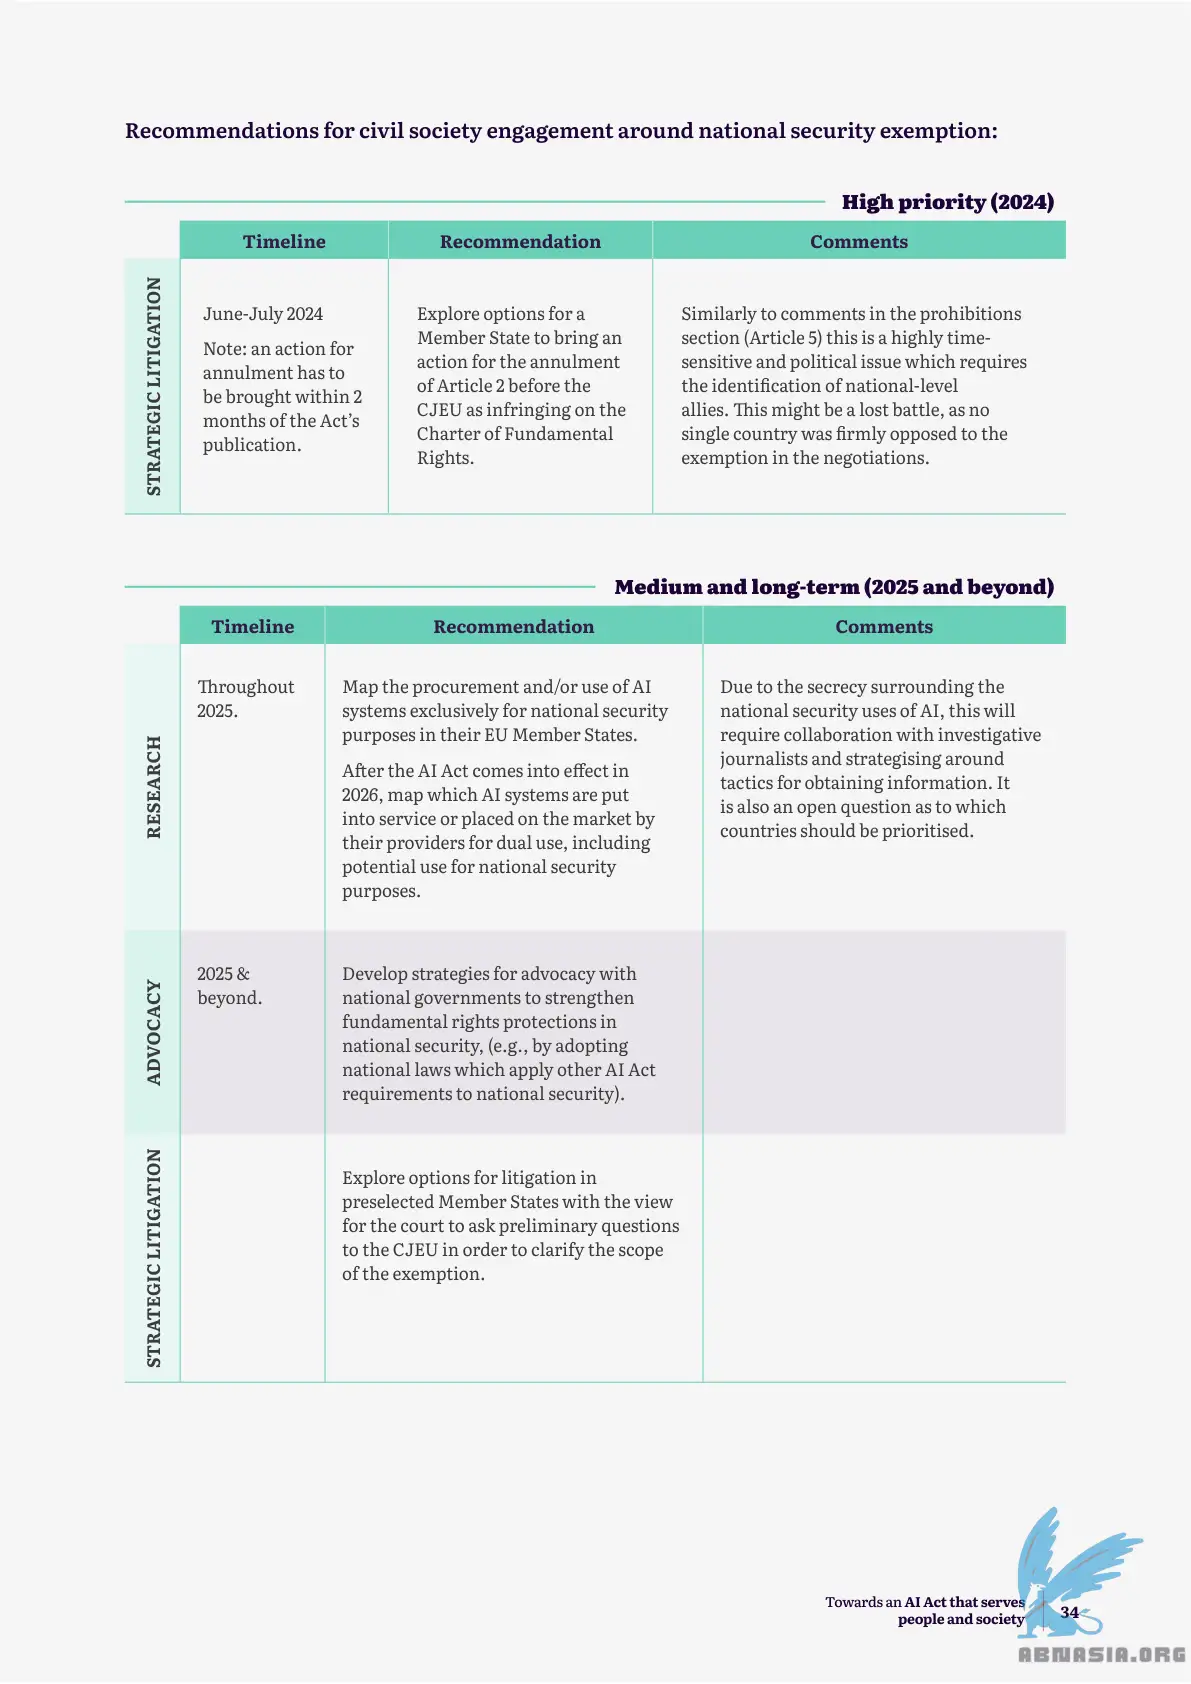 Recommendations for civil society engagement around national security exemption:
High priority (2024)
Timeline
Recommendation
Comments
STRATEGIC LITIGATION
June-July 2024
Note: an action for
annulment has to
be brought within 2
months of the Act’s
publication.
Explore options for a
Member State to bring an
action for the annulment
of Article 2 before the
CJEU as infringing on the
Charter of Fundamental
Rights.
Similarly to comments in the prohibitions
section (Article 5) this is a highly time-
sensitive and political issue which requires
the identification of national-level
allies. This might be a lost battle, as no
single country was firmly opposed to the
exemption in the negotiations.
Medium and long-term (2025 and beyond)
Timeline
Recommendation
Comments
RESEARCH
Throughout
2025.
Map the procurement and/or use of AI
systems exclusively for national security
purposes in their EU Member States.
After the AI Act comes into effect in
2026, map which AI systems are put
into service or placed on the market by
their providers for dual use, including
potential use for national security
purposes.
Due to the secrecy surrounding the
national security uses of AI, this will
require collaboration with investigative
journalists and strategising around
tactics for obtaining information. It
is also an open question as to which
countries should be prioritised.
ADVOCACY
2025 &
beyond.
Develop strategies for advocacy with
national governments to strengthen
fundamental rights protections in
national security, (e.g., by adopting
national laws which apply other AI Act
requirements to national security).
STRATEGIC LITIGATION
Explore options for litigation in
preselected Member States with the view
for the court to ask preliminary questions
to the CJEU in order to clarify the scope
of the exemption.
Towards an AI Act that serves
people and society
34
ABNASIA.ORG